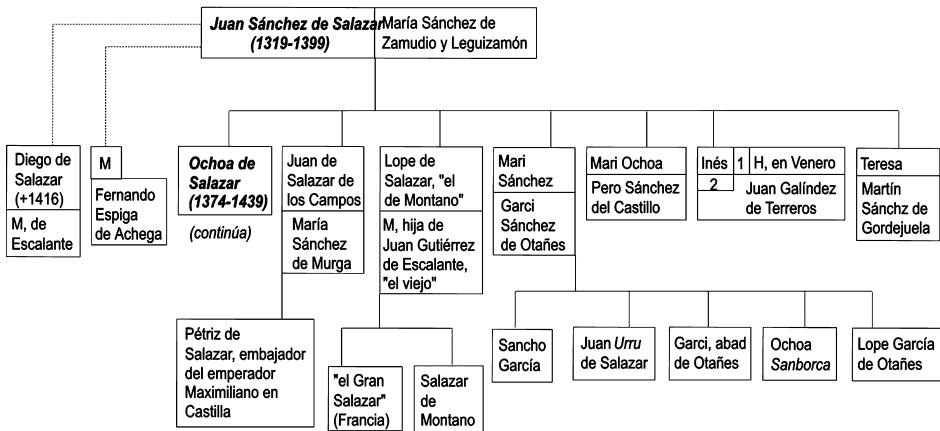 Juan Sánchez de Salazar
(1319-1399)
María Sánchez de
Zamudio y Leguizamón
Diego de
Salazar
(+1416)
M, de
Escalante
M
Fernando
Espiga
de Achega
Ochoa de
Salazar
(1374-1439)
(continúa)
Juan de
Salazar de
los Campos
María
Sánchez
de Murga
Lope de
Salazar, "el
de Montano"
M, hija de
Juan Gutiérrez
de Escalante,
"el viejo"
Mari
Sánchez
Garci
Sánchez
de Otañes
Mari Ochoa
Pero Sánchez
del Castillo
Inés
1
H, en Venero
2
Juan Galíndez
de Terreros
Teresa
Martín
Sánchz de
Gordejuela
Pétriz de
Salazar, embajador
del emperador
Maximiliano en
Castilla
"el Gran
Salazar"
(Francia)
Salazar
de
Montano
Sancho
García
Juan Urru
de Salazar
Garci, abad
de Otañes
Ochoa
Sanborca
Lope García
de Otañes